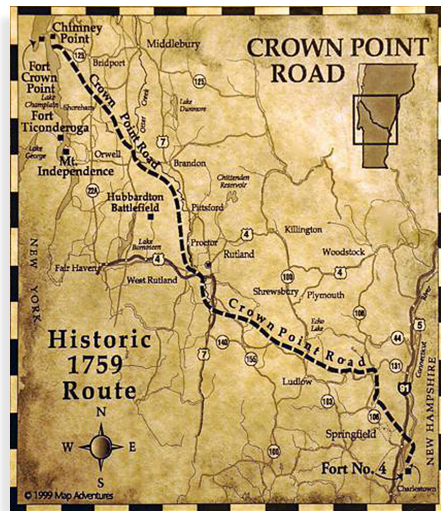 CROWN POINT
ROAD
Chimney
Point
Middlebury
125
Bridport
Fort
Crown
Point
Lake
Champlain
Shoreham
Crown Point Road
Otter Creek
Lake
Dunmore
125
Fort
Ticonderoga
Lake
George
Mt.
Independence
Orwell
7
Brandon
22A
Chittenden
Reservoir
Hubbardton
Battlefield
Pittsford
Lake
Bomoseen
Proctor
4
Killington
Fair Haven
4
Rutland
Woodstock
West Rutland
100
4
NEW YORK
Shrewsbury
Plymouth
106
River
Crown Point Road
Echo
Lake
5
Historic
1759
Route
7
140
155
44
131
Connecticut
Ludlow
91
103
106
NEW HAMPSHIRE
N
W
E
S
100
Springfield
Fort No. 4
Charlestown
© 1999 Map Adventures